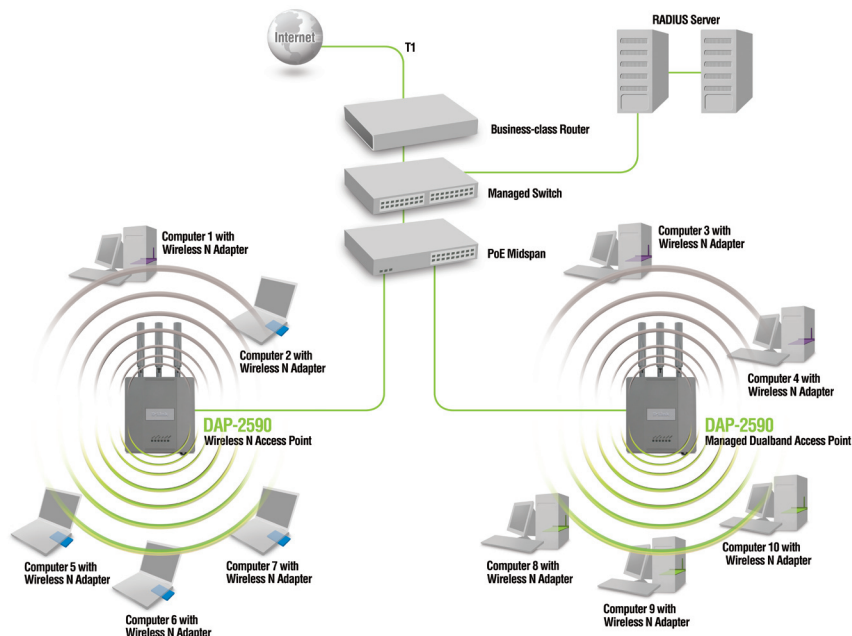 Internet
T1
RADIUS Server
Business-class Router
Managed Switch
PoE Midspan
Computer 1 with
Wireless N Adapter
Computer 2 with
Wireless N Adapter
Computer 3 with
Wireless N Adapter
Computer 4 with
Wireless N Adapter
DAP-2590
Wireless N Access Point
DAP-2590
Managed Dualband Access Point
Computer 5 with
Wireless N Adapter
Computer 6 with
Wireless N Adapter
Computer 7 with
Wireless N Adapter
Computer 8 with
Wireless N Adapter
Computer 9 with
Wireless N Adapter
Computer 10 with
Wireless N Adapter